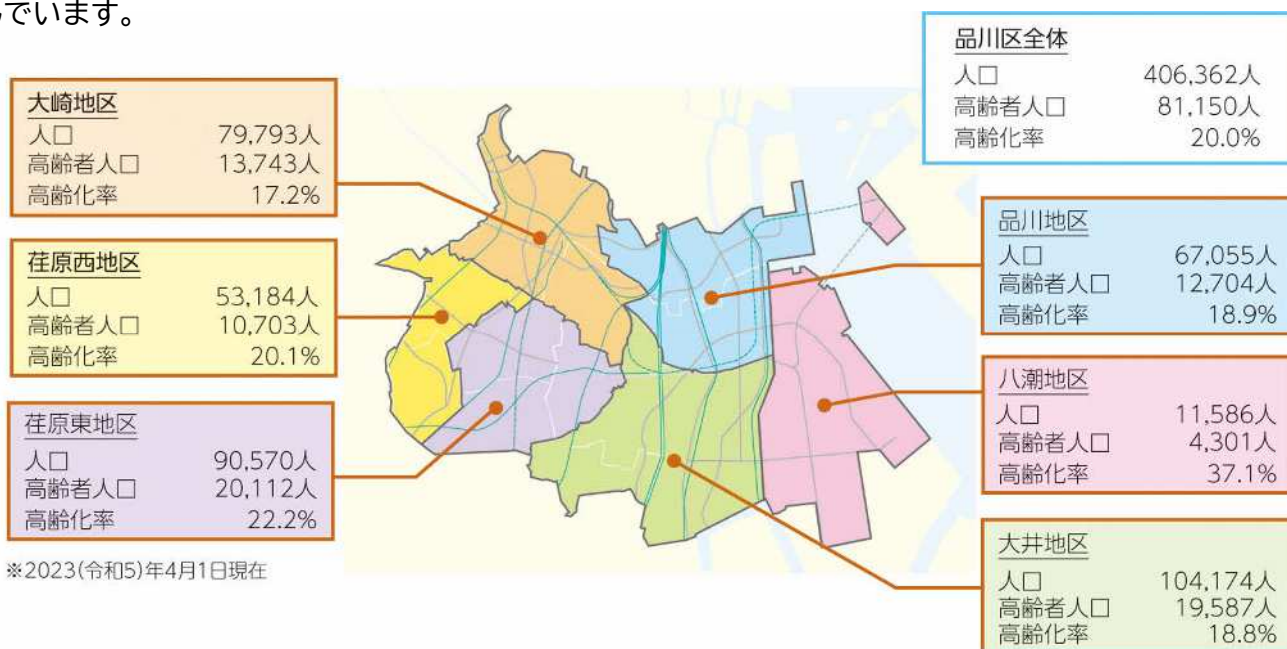 でいます。
品川区全体
人口 406,362人
高齢者人口 81,150人
高齢化率 20.0%
大崎地区
人口 79,793人
高齢者人口 13,743人
高齢化率 17.2%
荏原西地区
人口 53,184人
高齢者人口 10,703人
高齢化率 20.1%
荏原東地区
人口 90,570人
高齢者人口 20,112人
高齢化率 22.2%
※2023(令和5)年4月1日現在
品川地区
人口 67,055人
高齢者人口 12,704人
高齢化率 18.9%
八潮地区
人口 11,586人
高齢者人口 4,301人
高齢化率 37.1%
大井地区
人口 104,174人
高齢者人口 19,587人
高齢化率 18.8%